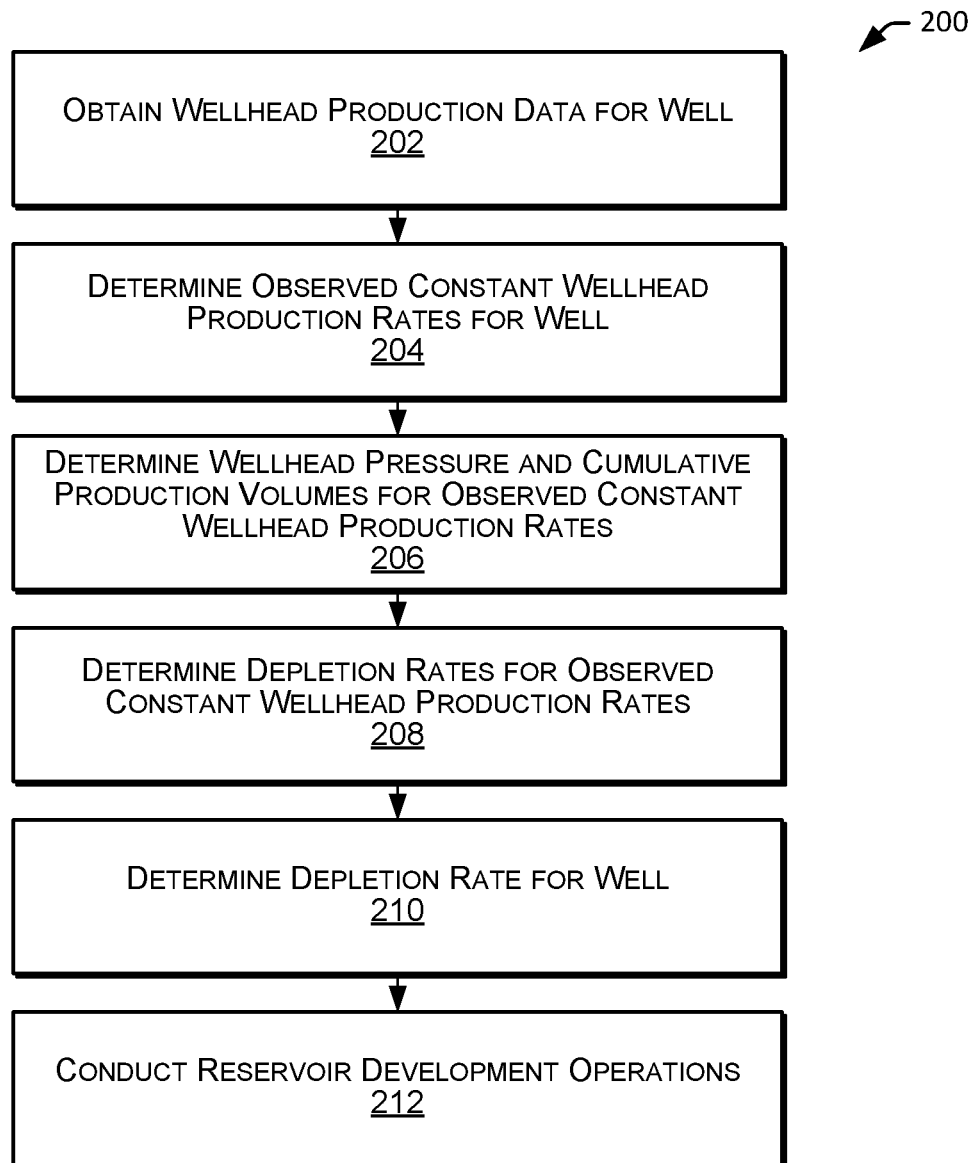 200
OBTAIN WELLHEAD PRODUCTION DATA FOR WELL
202
DETERMINE OBSERVED CONSTANT WELLHEAD
PRODUCTION RATES FOR WELL
204
DETERMINE WELLHEAD PRESSURE AND CUMULATIVE
PRODUCTION VOLUMES FOR OBSERVED CONSTANT
WELLHEAD PRODUCTION RATES
206
DETERMINE DEPLETION RATES FOR OBSERVED
CONSTANT WELLHEAD PRODUCTION RATES
208
DETERMINE DEPLETION RATE FOR WELL
210
CONDUCT RESERVOIR DEVELOPMENT OPERATIONS
212